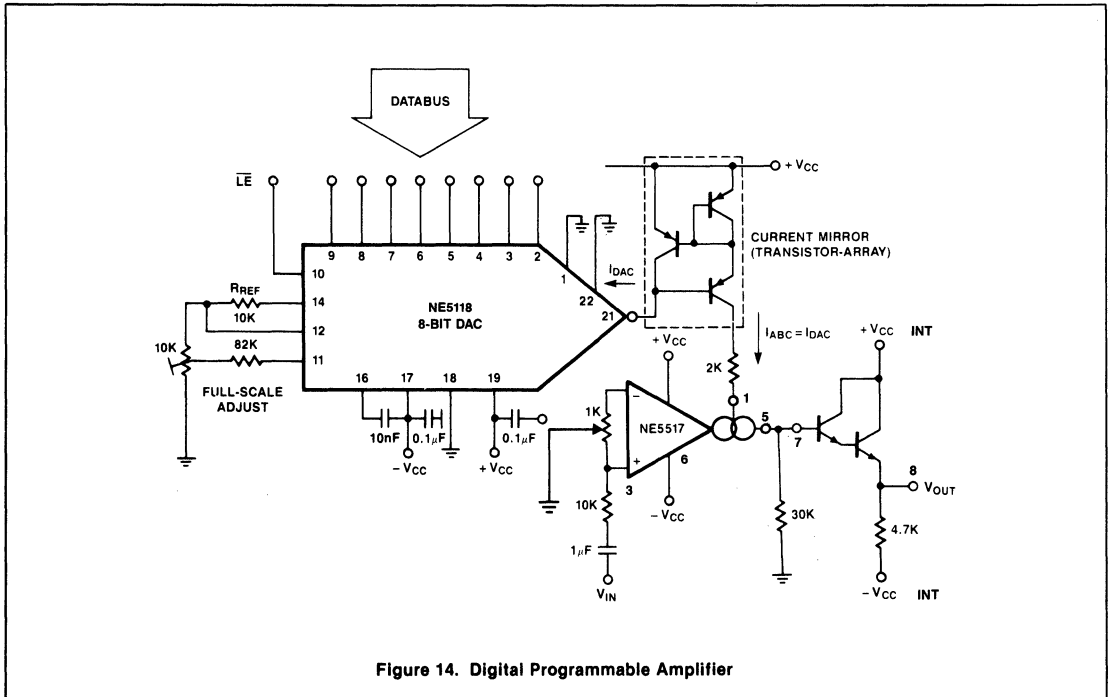 DATABUS
LE
+ VCC
9 8 7 6 5 4 3 2
1
22
10
CURRENT MIRROR
(TRANSISTOR-ARRAY)
IDAC
RREF
10K
14
NE5118
8-BIT DAC
21
12
IABC = IDAC
+ VCC INT
10K
82K
11
+ VCC
2K
FULL-SCALE
ADJUST
16 17 18 19
1
1K
−
NE5517
5
7
10nF
0.1μF
0.1μF
− VCC
+ VCC
+
6
3
8
VOUT
10K
− VCC
30K
4.7K
1μF
VIN
− VCC INT
Figure 14. Digital Programmable Amplifier